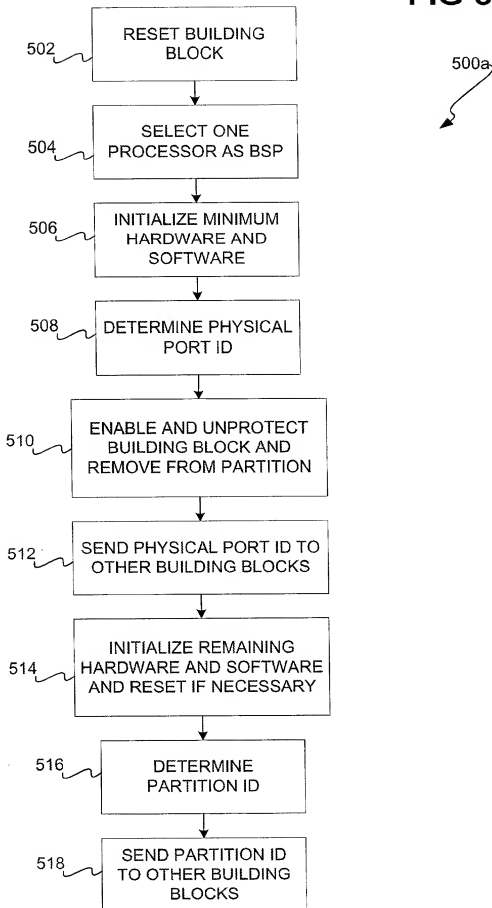 502
RESET BUILDING
BLOCK
500a
504
SELECT ONE
PROCESSOR AS BSP
506
INITIALIZE MINIMUM
HARDWARE AND
SOFTWARE
508
DETERMINE PHYSICAL
PORT ID
510
ENABLE AND UNPROTECT
BUILDING BLOCK AND
REMOVE FROM PARTITION
512
SEND PHYSICAL PORT ID TO
OTHER BUILDING BLOCKS
514
INITIALIZE REMAINING
HARDWARE AND SOFTWARE
AND RESET IF NECESSARY
516
DETERMINE
PARTITION ID
518
SEND PARTITION ID
TO OTHER BUILDING
BLOCKS